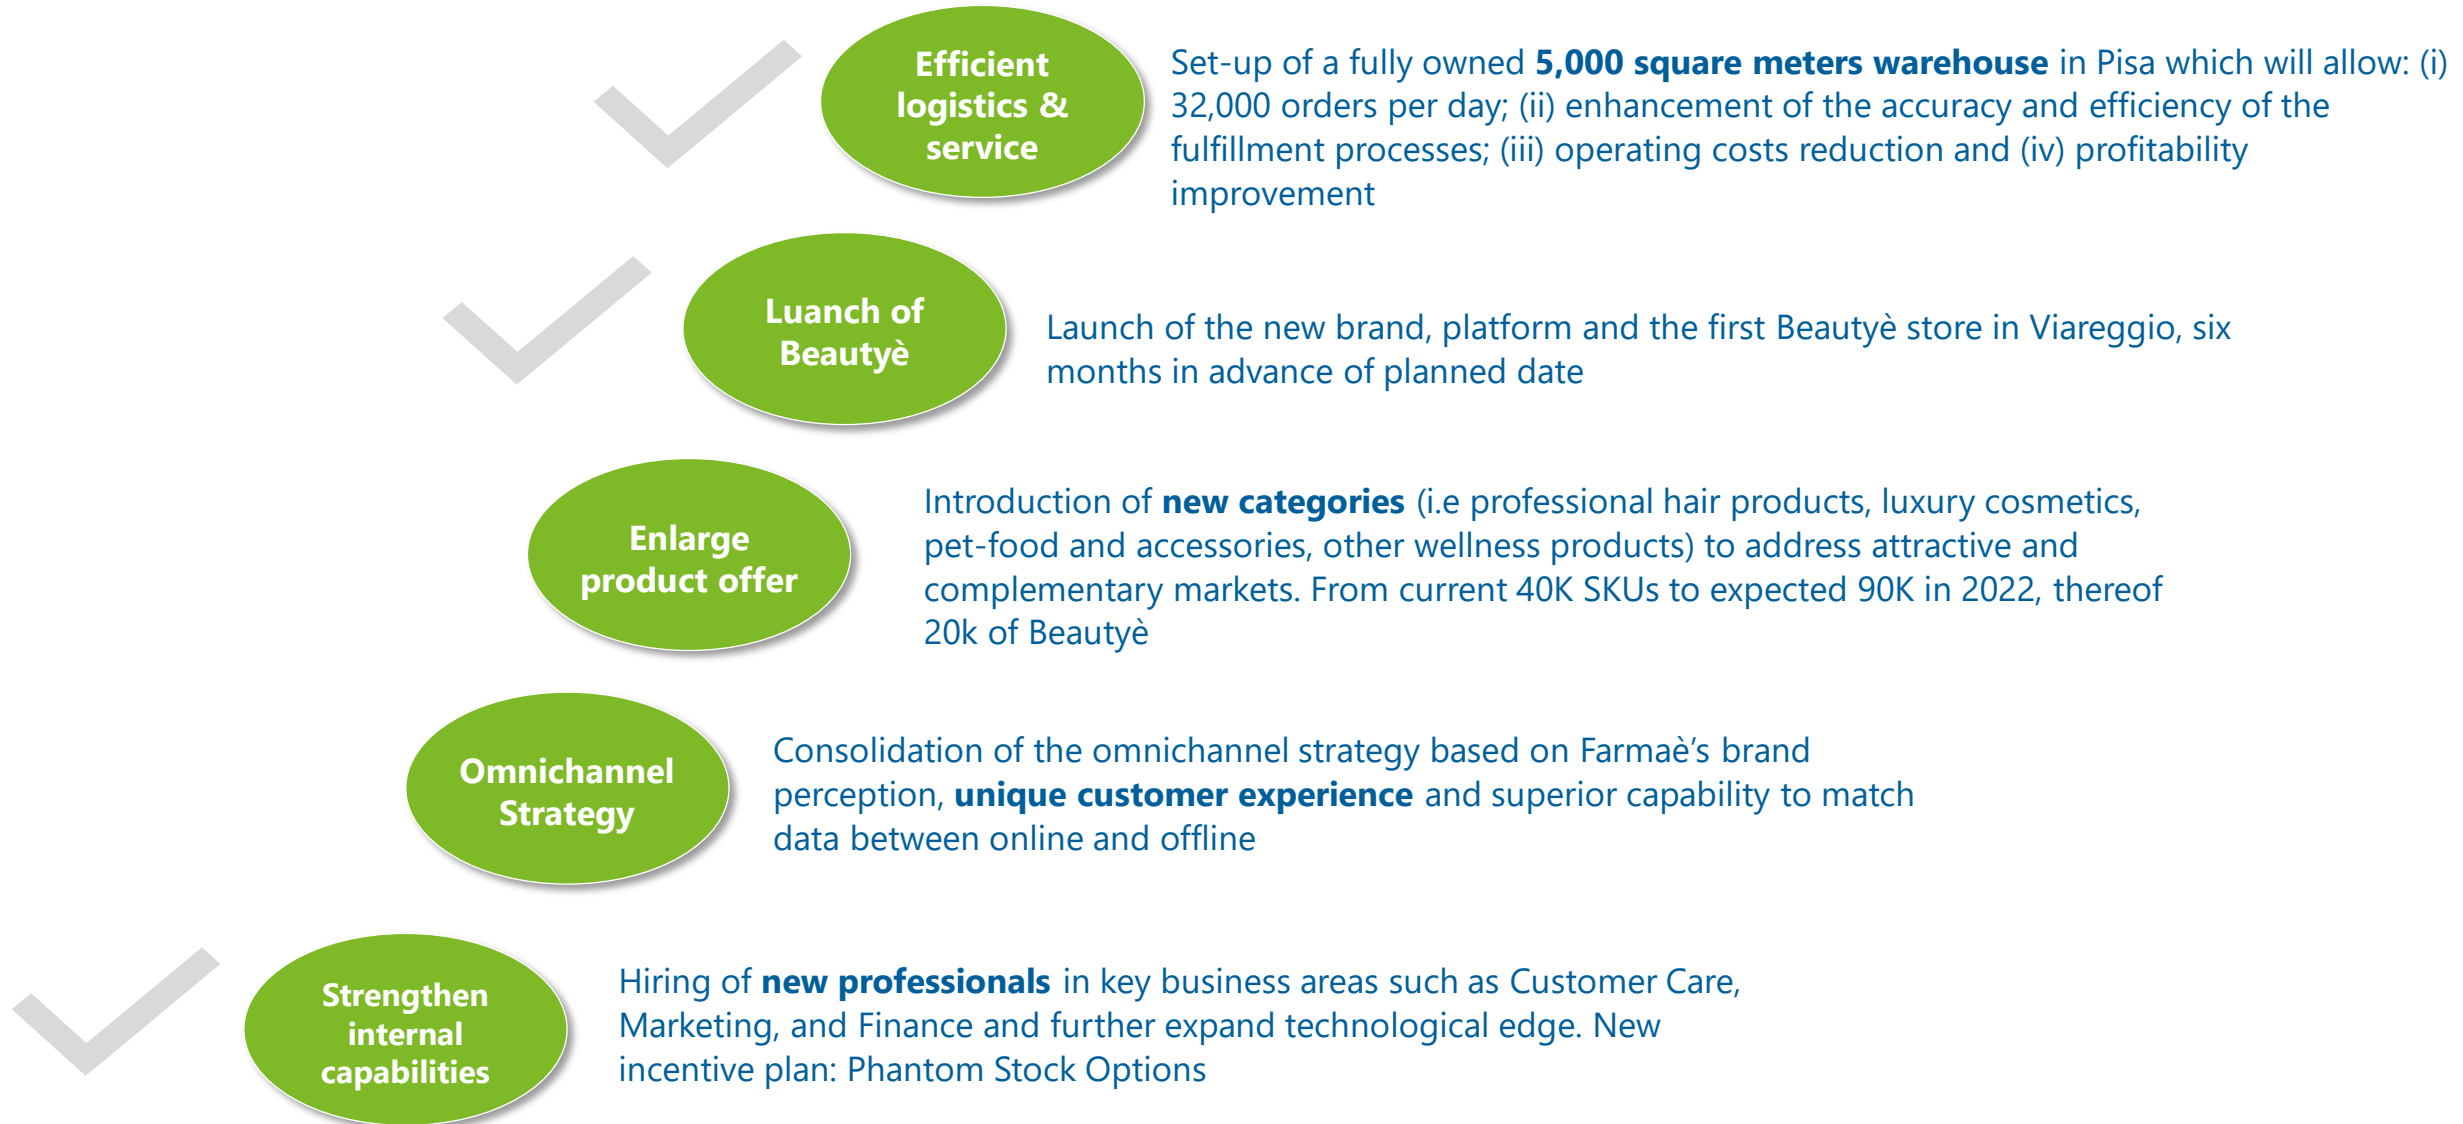 Efficient
logistics &
service
Set-up of a fully owned 5,000 square meters warehouse in Pisa which will allow: (i)
32,000 orders per day; (ii) enhancement of the accuracy and efficiency of the
fulfillment processes; (iii) operating costs reduction and (iv) profitability
improvement
Luanch of
Beautyè
Launch of the new brand, platform and the first Beautyè store in Viareggio, six
months in advance of planned date
Enlarge
product offer
Introduction of new categories (i.e professional hair products, luxury cosmetics,
pet-food and accessories, other wellness products) to address attractive and
complementary markets. From current 40K SKUs to expected 90K in 2022, thereof
20k of Beautyè
Omnichannel
Strategy
Consolidation of the omnichannel strategy based on Farmaè’s brand
perception, unique customer experience and superior capability to match
data between online and offline
Strengthen
internal
capabilities
Hiring of new professionals in key business areas such as Customer Care,
Marketing, and Finance and further expand technological edge. New
incentive plan: Phantom Stock Options